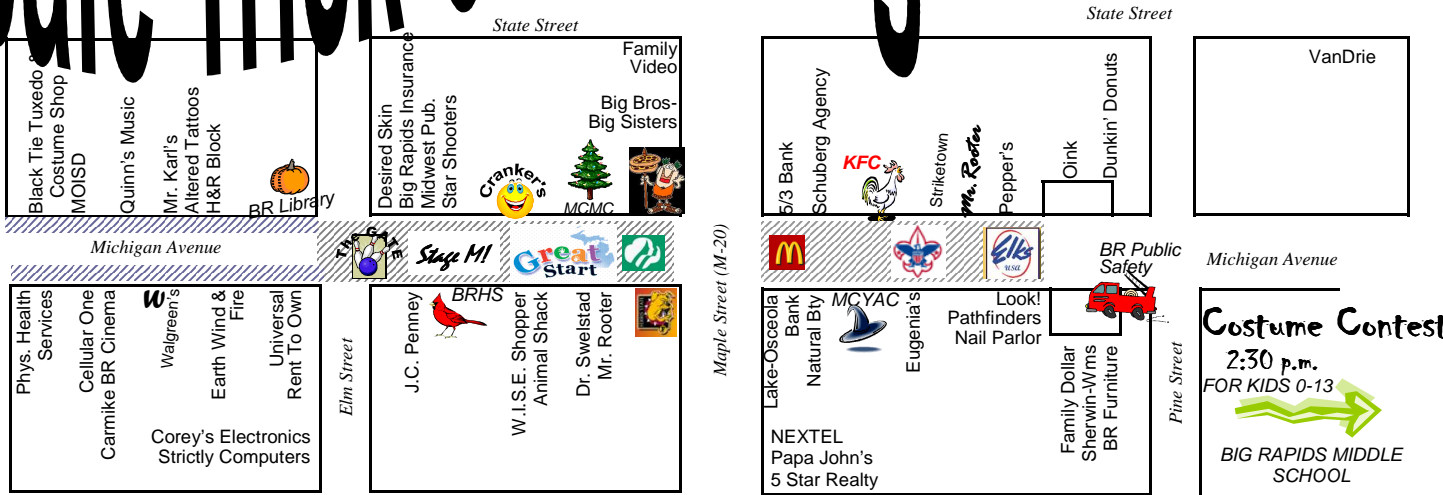 State Street
State Street
Black Tie Tuxedo &
Costume Shop
MOISD
Quinn's Music
Mr. Karl's
Altered Tattoos
H&R Block
BR Library
Desired Skin
Big Rapids Insurance
Midwest Pub.
Star Shooters
Cranker's
Family
Video
Big Bros-
Big Sisters
MCMC
5/3 Bank
Schuberg Agency
KFC
Striketown
Mr. Rooter
Pepper's
Oink
Dunkin' Donuts
VanDrie
Michigan Avenue
The GATE
Stage M!
Great
Start
Maple Street (M-20)
Elks
usa
BR Public
Safety
Michigan Avenue
Phys. Health
Services
Cellular One
Carmike BR Cinema
W
Walgreen's
Earth Wind &
Fire
Universal
Rent To Own
Corey's Electronics
Strictly Computers
Elm Street
J.C. Penney
BRHS
W.I.S.E. Shopper
Animal Shack
Dr. Swelstad
Mr. Rooter
Lake-Osceola
Bank
Natural Bty
MCYAC
Eugenia's
Look!
Pathfinders
Nail Parlor
NEXTEL
Papa John's
5 Star Realty
Family Dollar
Sherwin-Wms
BR Furniture
Pine Street
Costume Contest
2:30 p.m.
FOR KIDS 0-13
BIG RAPIDS MIDDLE
SCHOOL